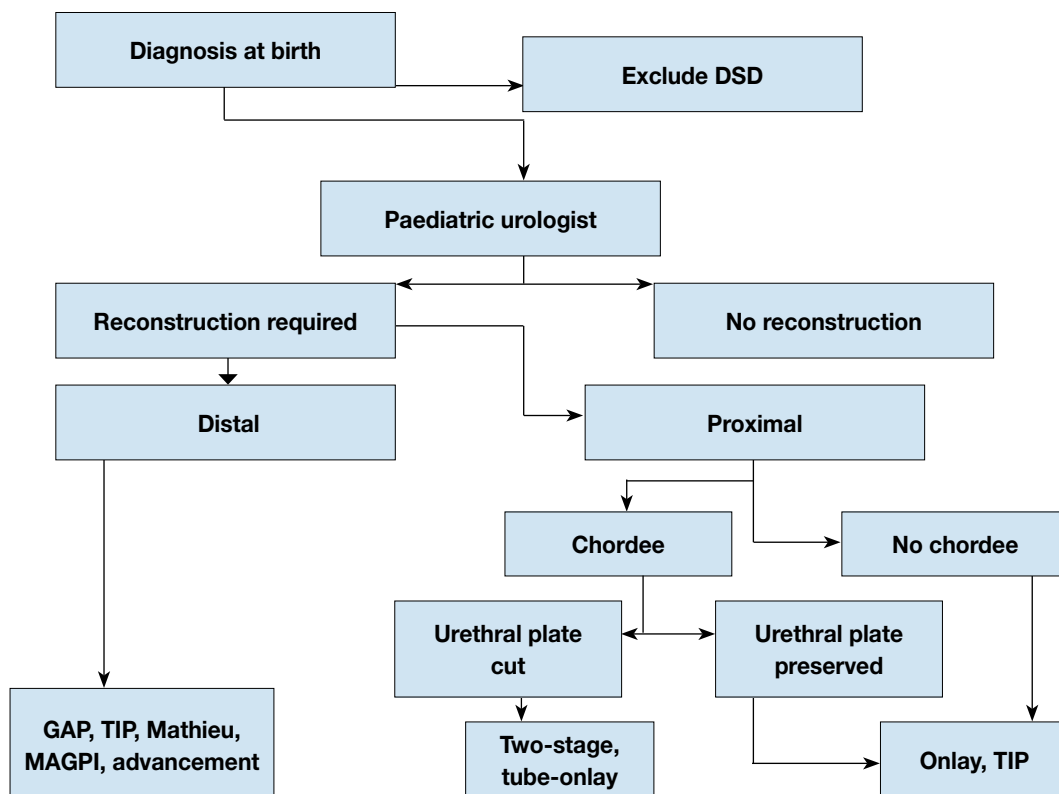 Diagnosis at birth
Exclude DSD
Paediatric urologist
Reconstruction required
No reconstruction
Distal
Proximal
Chordee
No chordee
Urethral plate
cut
Urethral plate
preserved
GAP, TIP, Mathieu,
MAGPI, advancement
Two-stage,
tube-onlay
Onlay, TIP